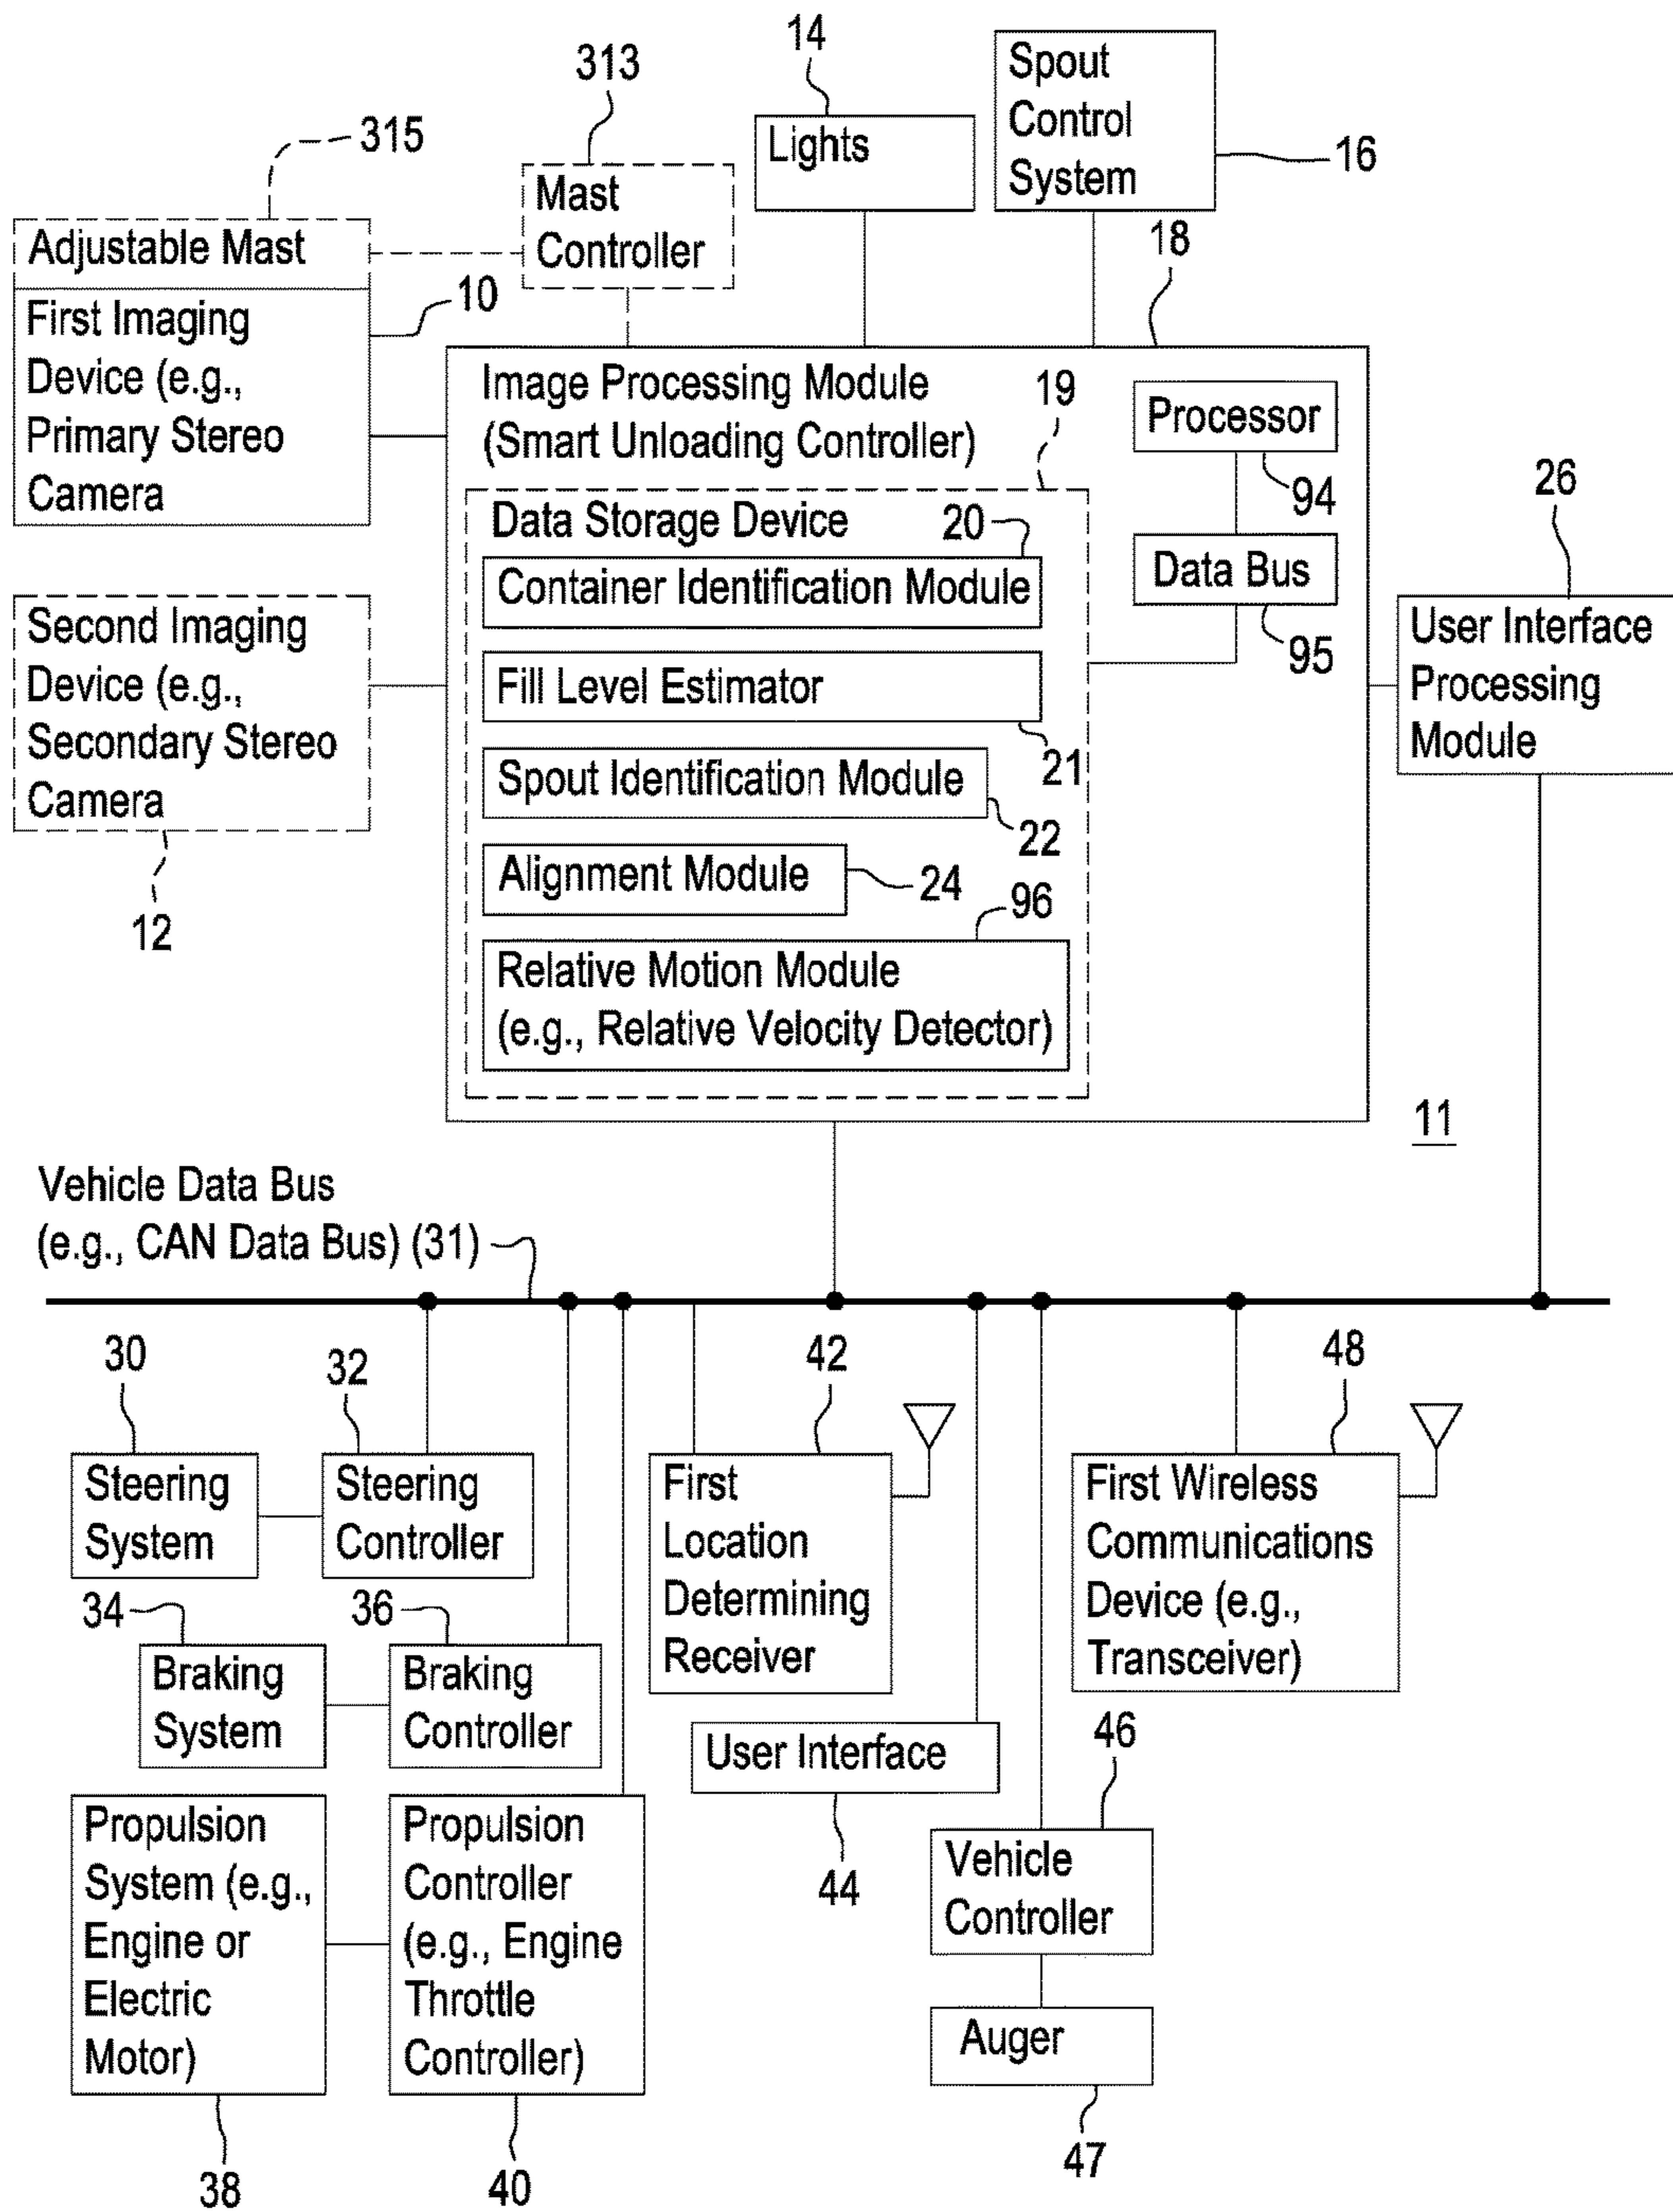 14
Spout
Control
System
16
313
Lights
315
Mast
Controller
18
Adjustable Mast
10
First Imaging
Device (e.g.,
Primary Stereo
Camera
Image Processing Module
(Smart Unloading Controller)
19
Processor
94
Data Bus
95
26
User Interface
Processing
Module
Data Storage Device
20
Container Identification Module
Fill Level Estimator
21
Spout Identification Module
22
Alignment Module
24
96
Relative Motion Module
(e.g., Relative Velocity Detector)
Second Imaging
Device (e.g.,
Secondary Stereo
Camera
12
11
Vehicle Data Bus
(e.g., CAN Data Bus) (31)
30
32
42
48
Steering
System
Steering
Controller
First
Location
Determining
Receiver
First Wireless
Communications
Device (e.g.,
Transceiver)
34
36
Braking
System
Braking
Controller
User Interface
44
46
Propulsion
System (e.g.,
Engine or
Electric
Motor)
Propulsion
Controller
(e.g., Engine
Throttle
Controller)
Vehicle
Controller
Auger
47
38
40